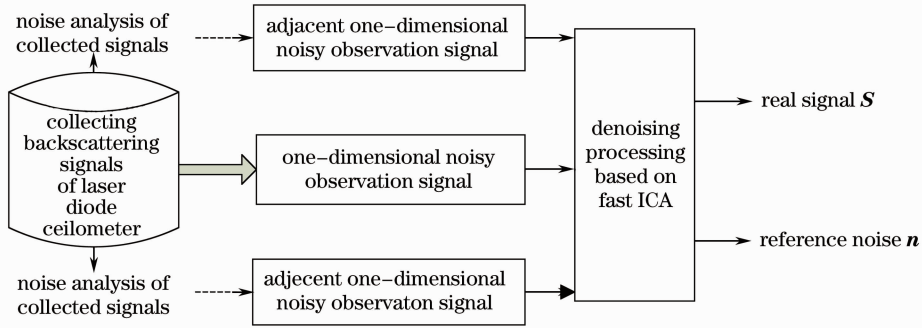 noise analysis of
collected signals
collecting
backscattering
signals
of laser
diode
ceilometer
noise analysis of
collected signals
adjacent one-dimensional
noisy observation signal
one-dimensional noisy
observation signal
adjecent one-dimensional
noisy observaton signal
denoising
processing
based on
fast ICA
real signal S
reference noise n